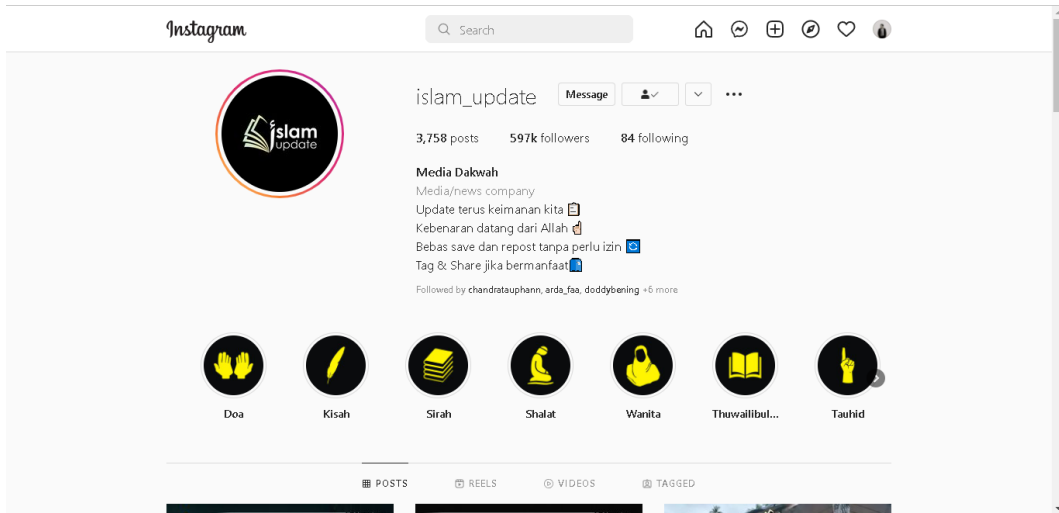 Instagram
Search
islam_update
Message
3,758 posts
597k followers
84 following
islam
update
Media Dakwah
Media/news company
Update terus keimanan kita
Kebenaran datang dari Allah
Bebas save dan repost tanpa perlu izin
Tag & Share jika bermanfaat
Followed by chandratauphann, arda_faa, doddybening +6 more
Doa
Kisah
Sirah
Shalat
Wanita
Thuwailibul...
Tauhid
POSTS
REELS
VIDEOS
TAGGED